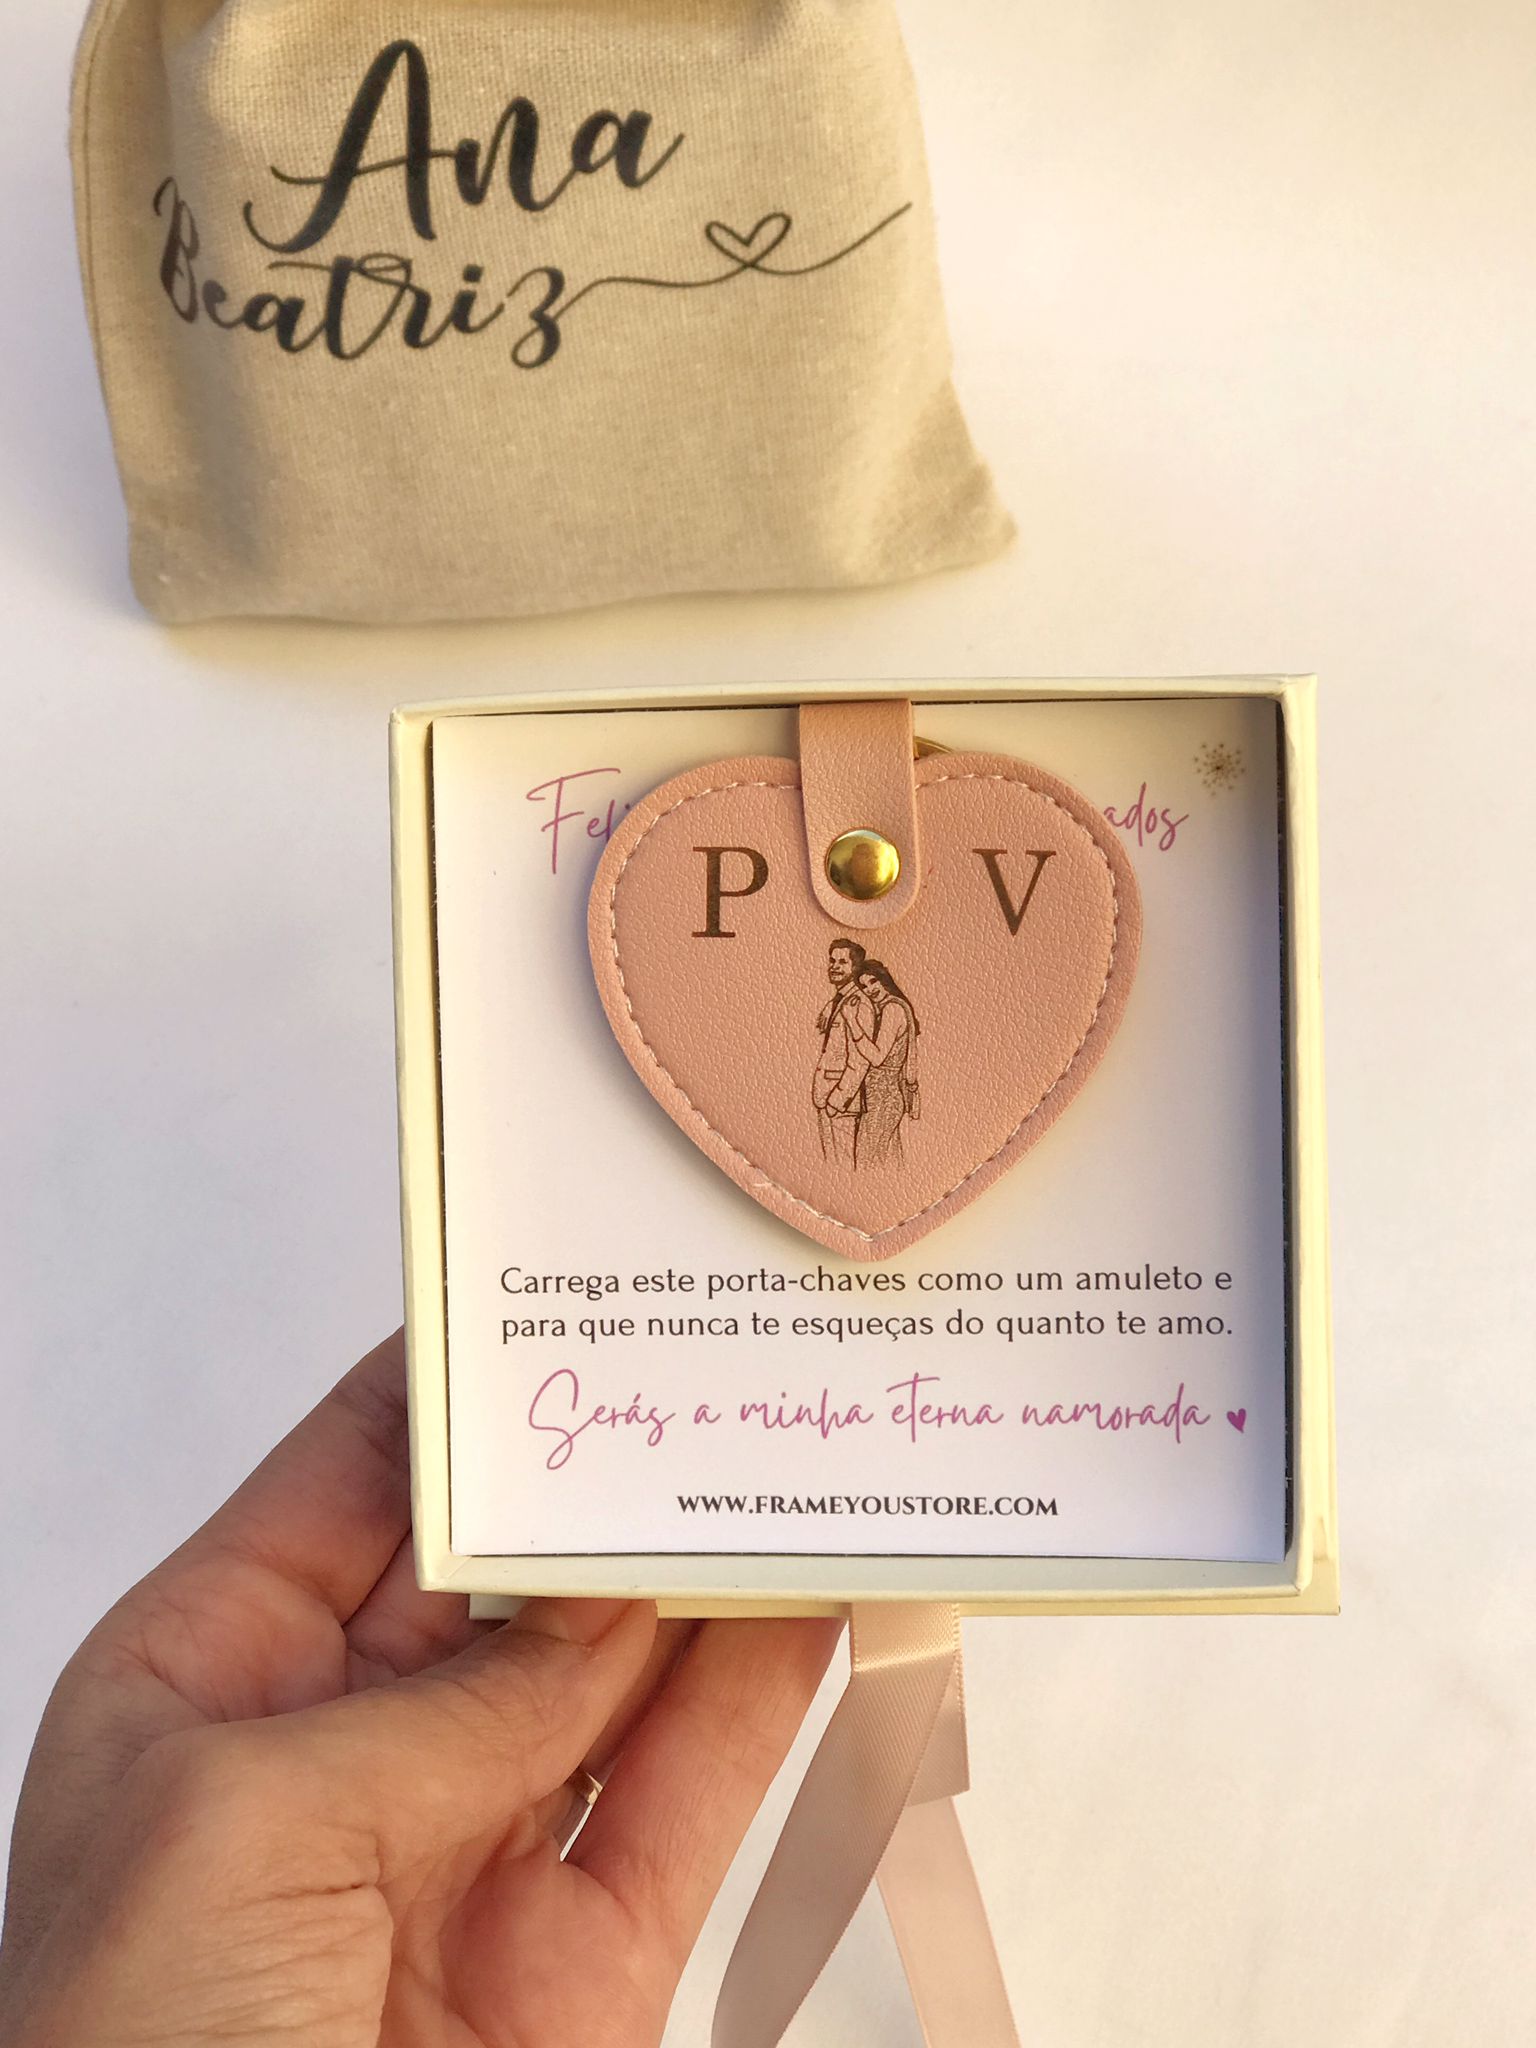 Ana
Beatriz
P V
Carrega este porta-chaves como um amuleto e
para que nunca te esqueças do quanto te amo.
Serás a minha eterna namorada
WWW.FRAMEYOUSTORE.COM